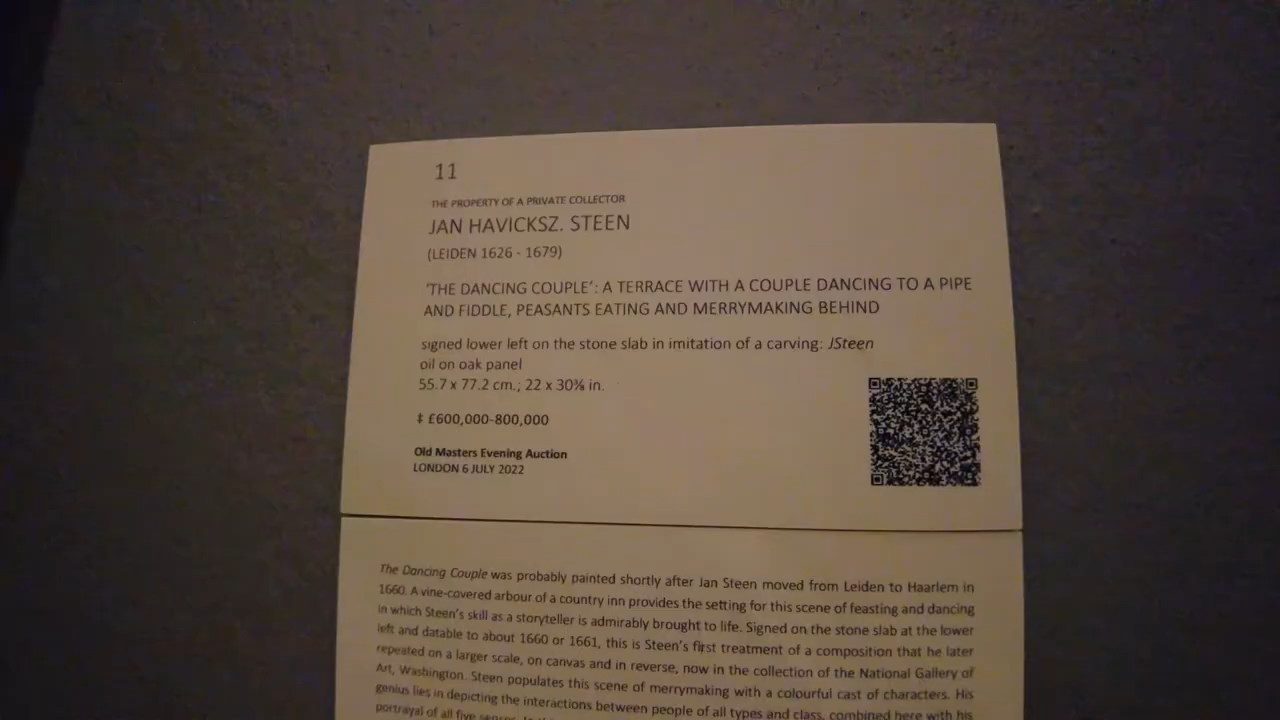 11
THE PROPERTY OF A PRIVATE COLLECTOR
JAN HAVICKSZ. STEEN
(LEIDEN 1626 - 1679)
'THE DANCING COUPLE': A TERRACE WITH A COUPLE DANCING TO A PIPE
AND FIDDLE, PEASANTS EATING AND MERRYMAKING BEHIND
signed lower left on the stone slab in imitation of a carving: JSteen
oil on oak panel
55.7 x 77.2 cm.; 22 x 30⅜ in.
‡ £600,000-800,000
Old Masters Evening Auction
LONDON 6 JULY 2022
The Dancing Couple was probably painted shortly after Jan Steen moved from Leiden to Haarlem in
1660. A vine-covered arbour of a country inn provides the setting for this scene of feasting and dancing
in which Steen's skill as a storyteller is admirably brought to life. Signed on the stone slab at the lower
left and datable to about 1660 or 1661, this is Steen's first treatment of a composition that he later
repeated on a larger scale, on canvas and in reverse, now in the collection of the National Gallery of
Art, Washington. Steen populates this scene of merrymaking with a colourful cast of characters. His
genius lies in depicting the interactions between people of all types and class, combined here with his
portrayal of all five senses.